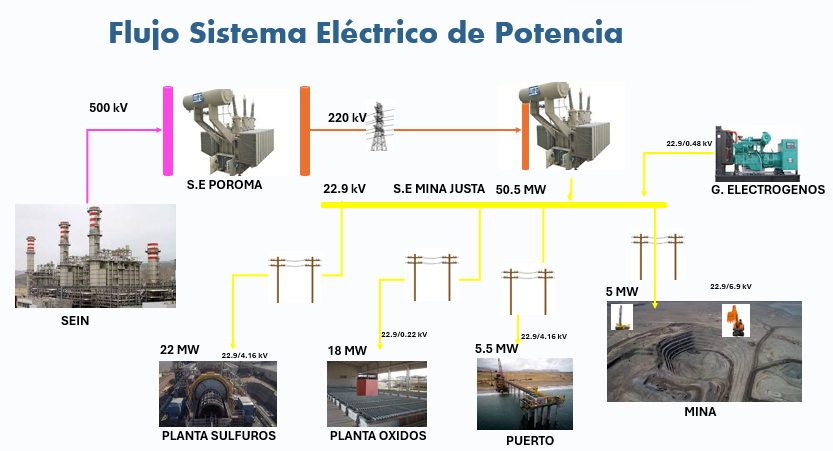 Flujo Sistema Eléctrico de Potencia
500 kV
220 kV
22.9/0.48 kV
S.E POROMA
22.9 kV
S.E MINA JUSTA
50.5 MW
G. ELECTROGENOS
SEIN
5 MW
22.9/6.9 kV
22.9/0.22 kV
22.9/4.16 kV
22 MW
22.9/4.16 kV
18 MW
5.5 MW
MINA
PLANTA SULFUROS
PLANTA OXIDOS
PUERTO